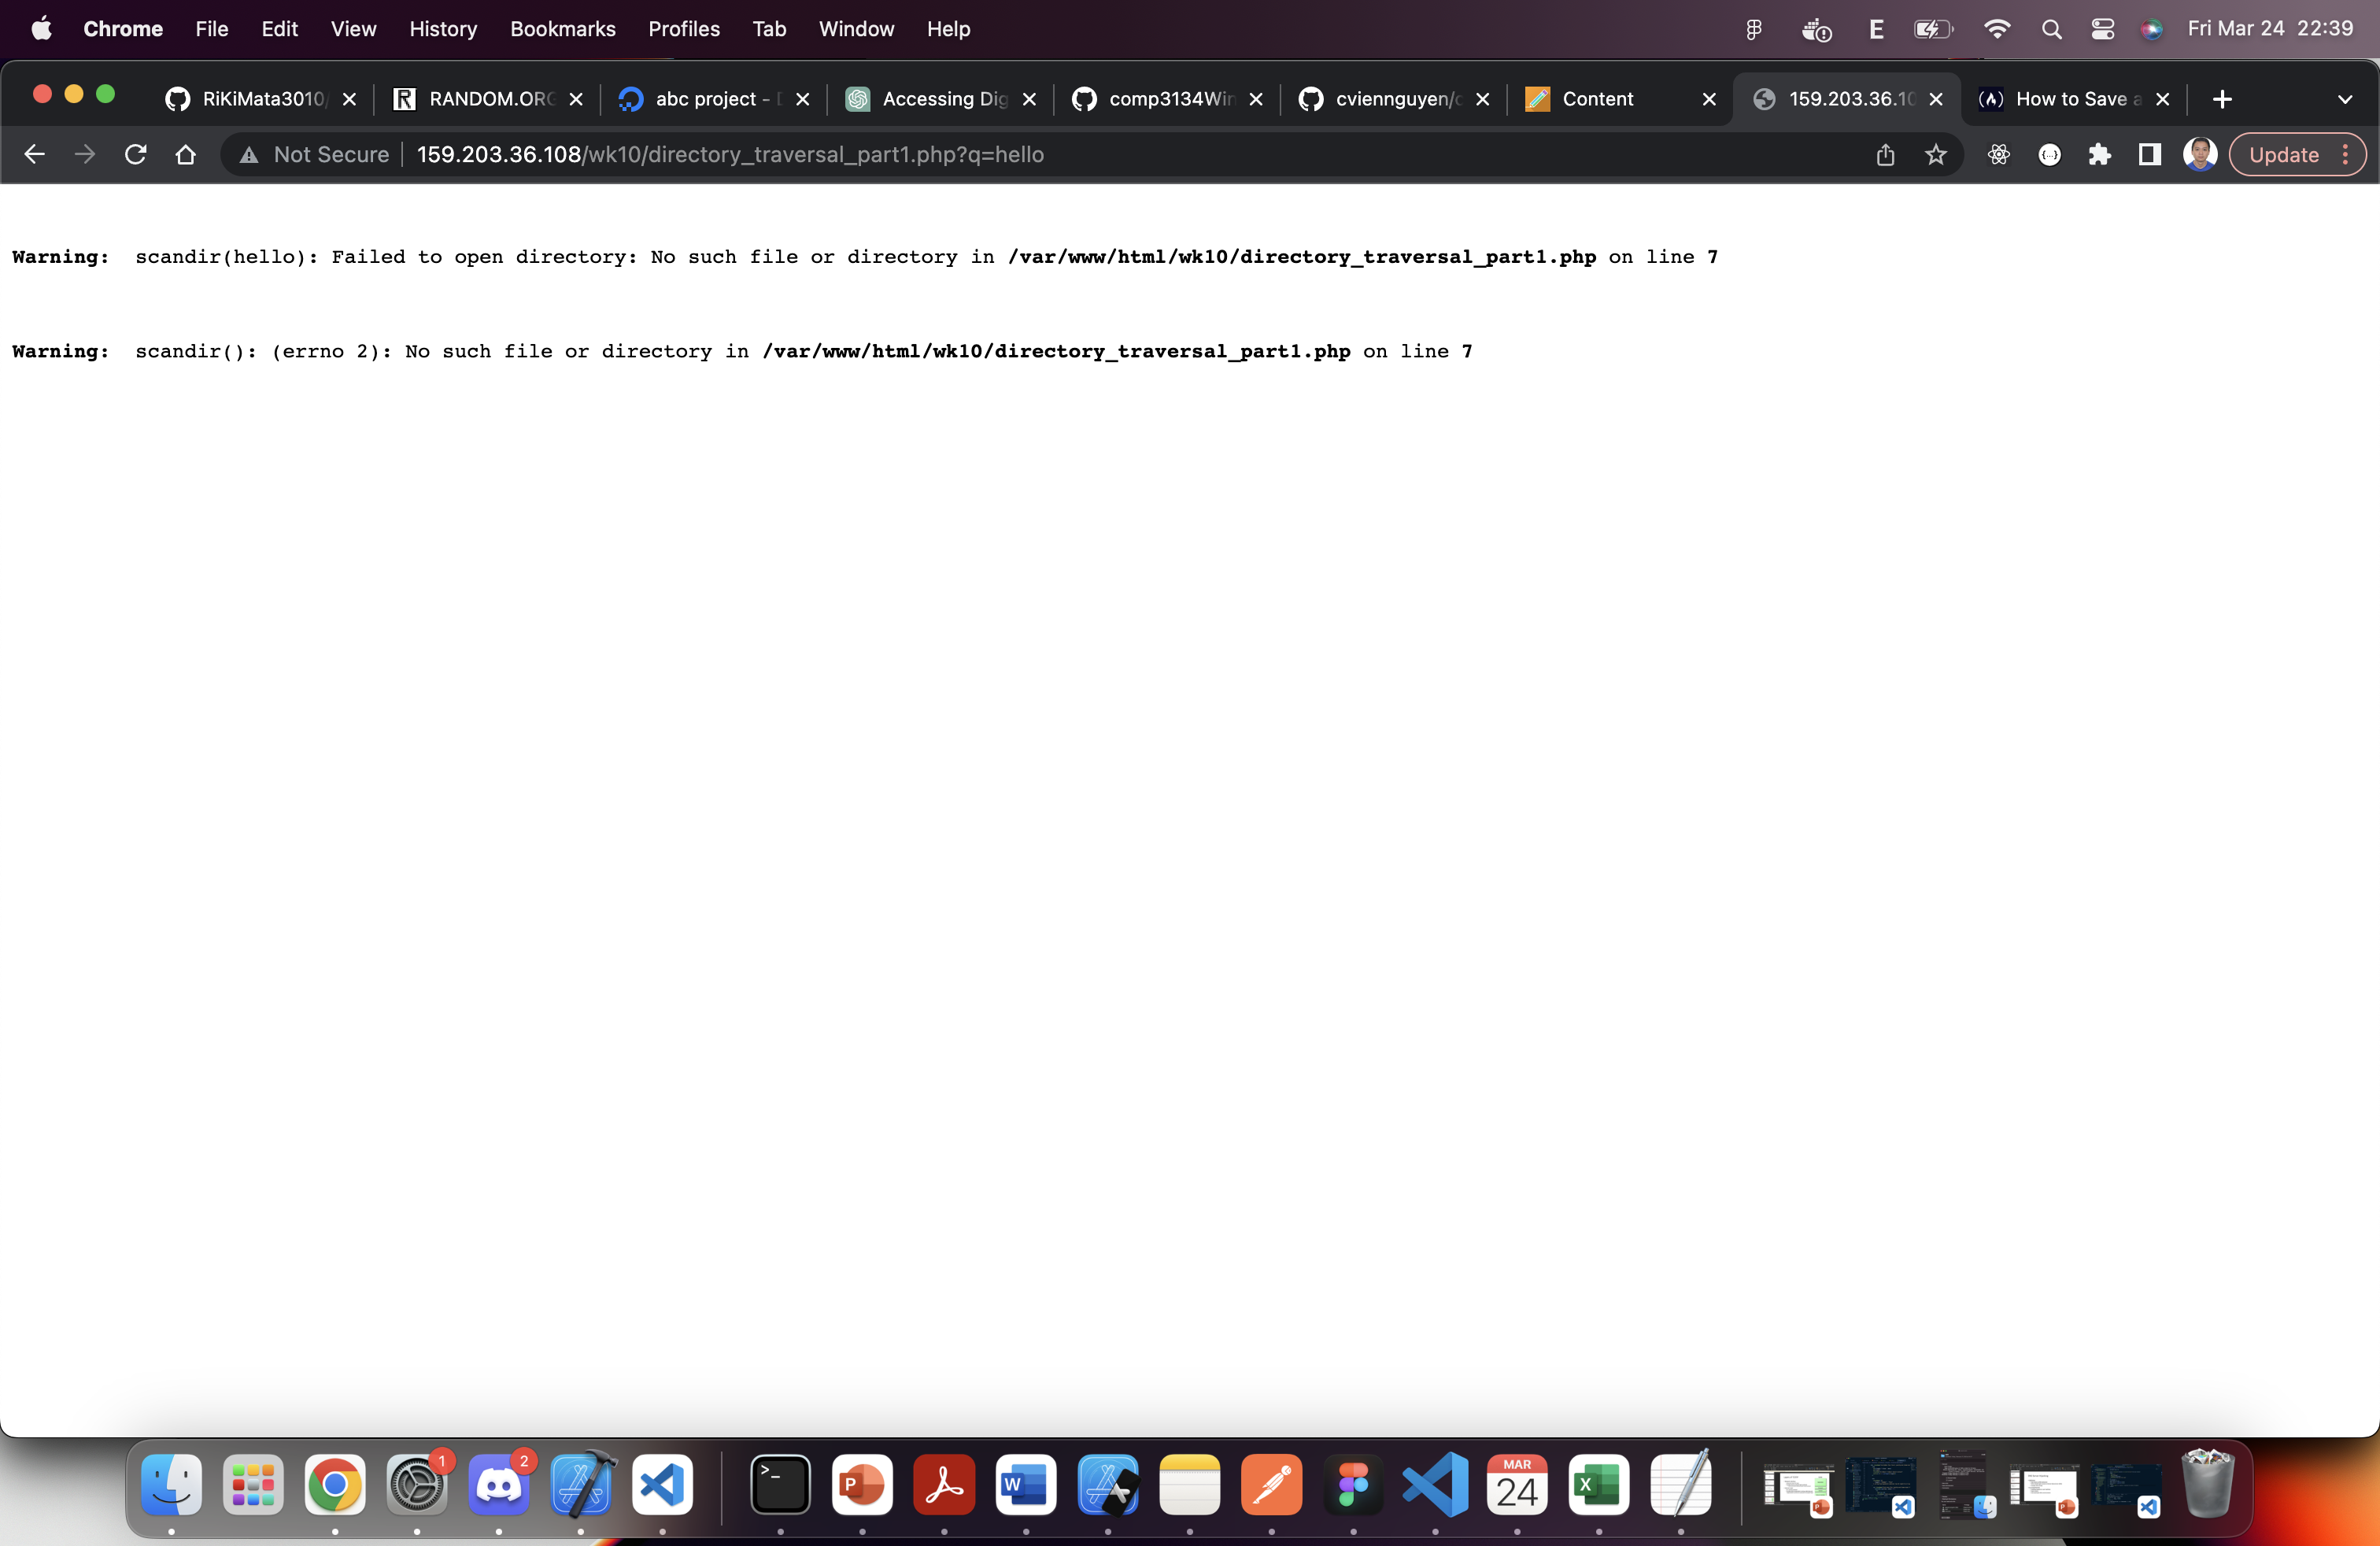 Chrome File Edit View History Bookmarks Profiles Tab Window Help E Fri Mar 24 22:39
RiKiMata3010/ RANDOM.ORG abc project - D Accessing Dig comp3134Win cviennguyen/c Content 159.203.36.10 How to Save a
Not Secure 159.203.36.108/wk10/directory_traversal_part1.php?q=hello Update
Warning: scandir(hello): Failed to open directory: No such file or directory in /var/www/html/wk10/directory_traversal_part1.php on line 7
Warning: scandir(): (errno 2): No such file or directory in /var/www/html/wk10/directory_traversal_part1.php on line 7
1 2 MAR
24